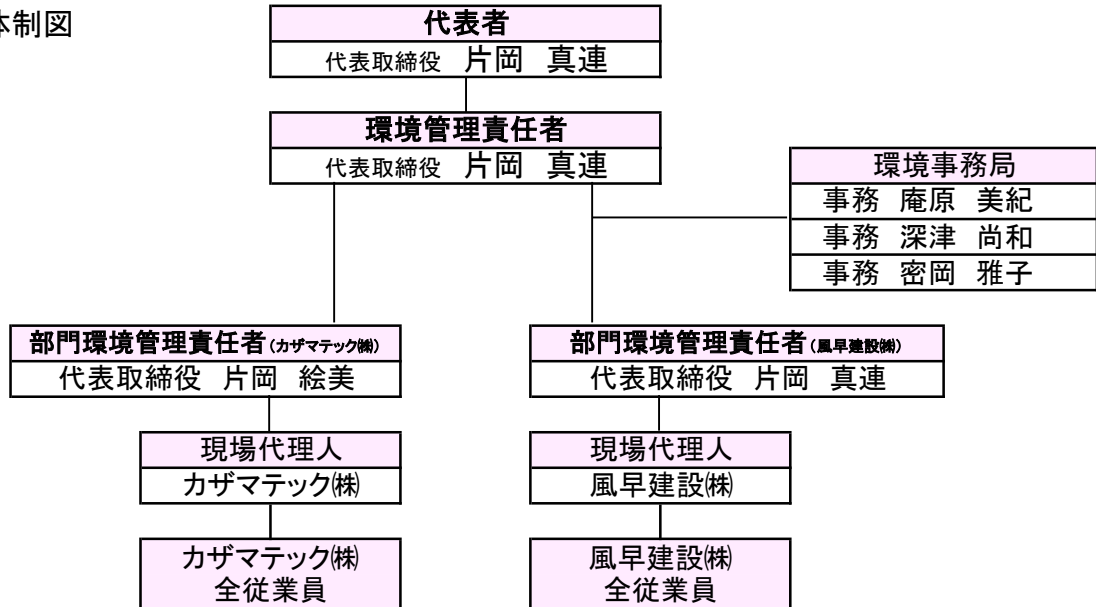 体制図
代表者
代表取締役 片岡 真連
環境管理責任者
代表取締役 片岡 真連
環境事務局
事務 庵原 美紀
事務 深津 尚和
事務 密岡 雅子
部門環境管理責任者(カザマテック㈱)
代表取締役 片岡 絵美
部門環境管理責任者(風早建設㈱)
代表取締役 片岡 真連
現場代理人
カザマテック㈱
現場代理人
風早建設㈱
カザマテック㈱
全従業員
風早建設㈱
全従業員